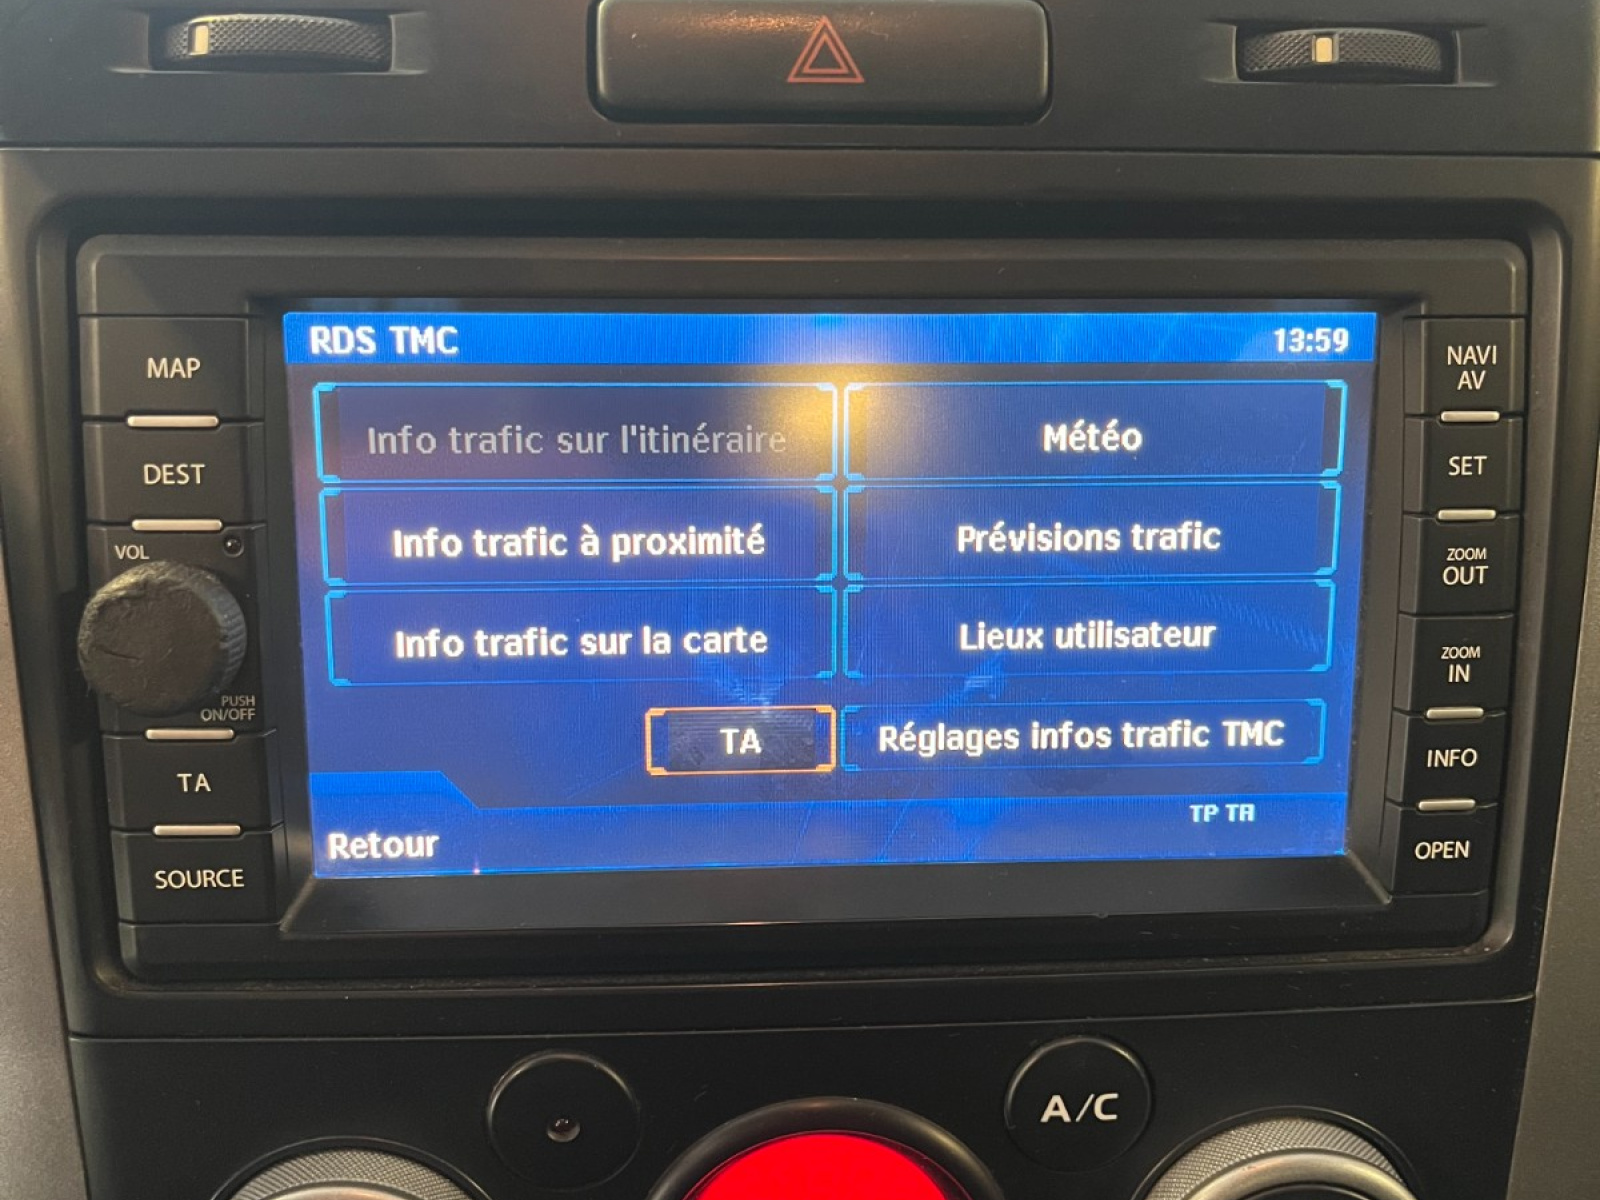 RDS TMC
13:59
Info trafic sur l'itinéraire
Météo
Info trafic à proximité
Prévisions trafic
Info trafic sur la carte
Lieux utilisateur
TA
Réglages infos trafic TMC
TP TA
Retour
MAP
DEST
VOL
PUSH
ON/OFF
TA
SOURCE
NAVI
AV
SET
ZOOM
OUT
ZOOM
IN
INFO
OPEN
A/C